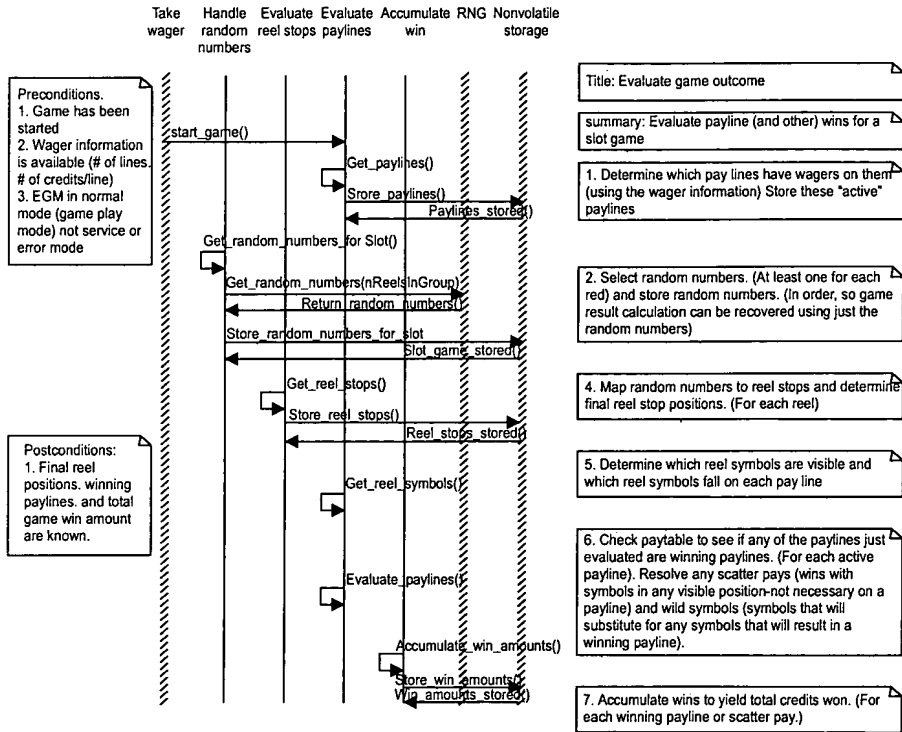 Take wager
Handle random numbers
Evaluate reel stops
Evaluate paylines
Accumulate win
RNG
Nonvolatile storage
Preconditions.
1. Game has been
started
2. Wager information
is available (# of lines.
# of credits/line)
3. EGM in normal
mode (game play
mode) not service or
error mode
Title: Evaluate game outcome
summary: Evaluate payline (and other) wins for a
slot game
start_game()
Get_paylines()
Srore_paylines()
Paylines_stored()
1. Determine which pay lines have wagers on them
(using the wager information) Store these "active"
paylines
Get_random_numbers_for Slot()
Get_random_numbers(nReelsInGroup)
Return_random_numbers()
Store_random_numbers_for_slot
Slot_game_stored()
2. Select random numbers. (At least one for each
red) and store random numbers. (In order, so game
result calculation can be recovered using just the
random numbers)
Get_reel_stops()
Store_reel_stops()
Reel_stops_stored()
4. Map random numbers to reel stops and determine
final reel stop positions. (For each reel)
Postconditions:
1. Final reel
positions. winning
paylines. and total
game win amount
are known.
Get_reel_symbols()
5. Determine which reel symbols are visible and
which reel symbols fall on each pay line
Evaluate_paylines()
6. Check paytable to see if any of the paylines just
evaluated are winning paylines. (For each active
payline). Resolve any scatter pays (wins with
symbols in any visible position-not necessary on a
payline) and wild symbols (symbols that will
substitute for any symbols that will result in a
winning payline).
Accumulate_win_amounts()
Store_win_amounts()
Win_amounts_stored()
7. Accumulate wins to yield total credits won. (For
each winning payline or scatter pay.)